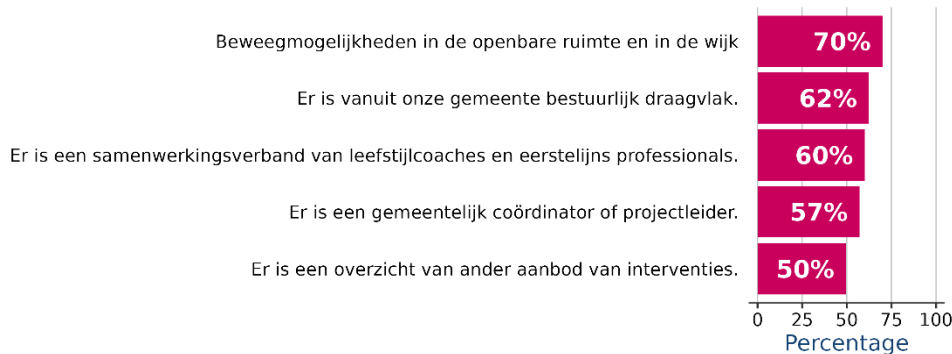 Beweegmogelijkheden in de openbare ruimte en in de wijk 70%
Er is vanuit onze gemeente bestuurlijk draagvlak. 62%
Er is een samenwerkingsverband van leefstijlcoaches en eerstelijns professionals. 60%
Er is een gemeentelijk coördinator of projectleider. 57%
Er is een overzicht van ander aanbod van interventies. 50%
0 25 50 75 100
Percentage